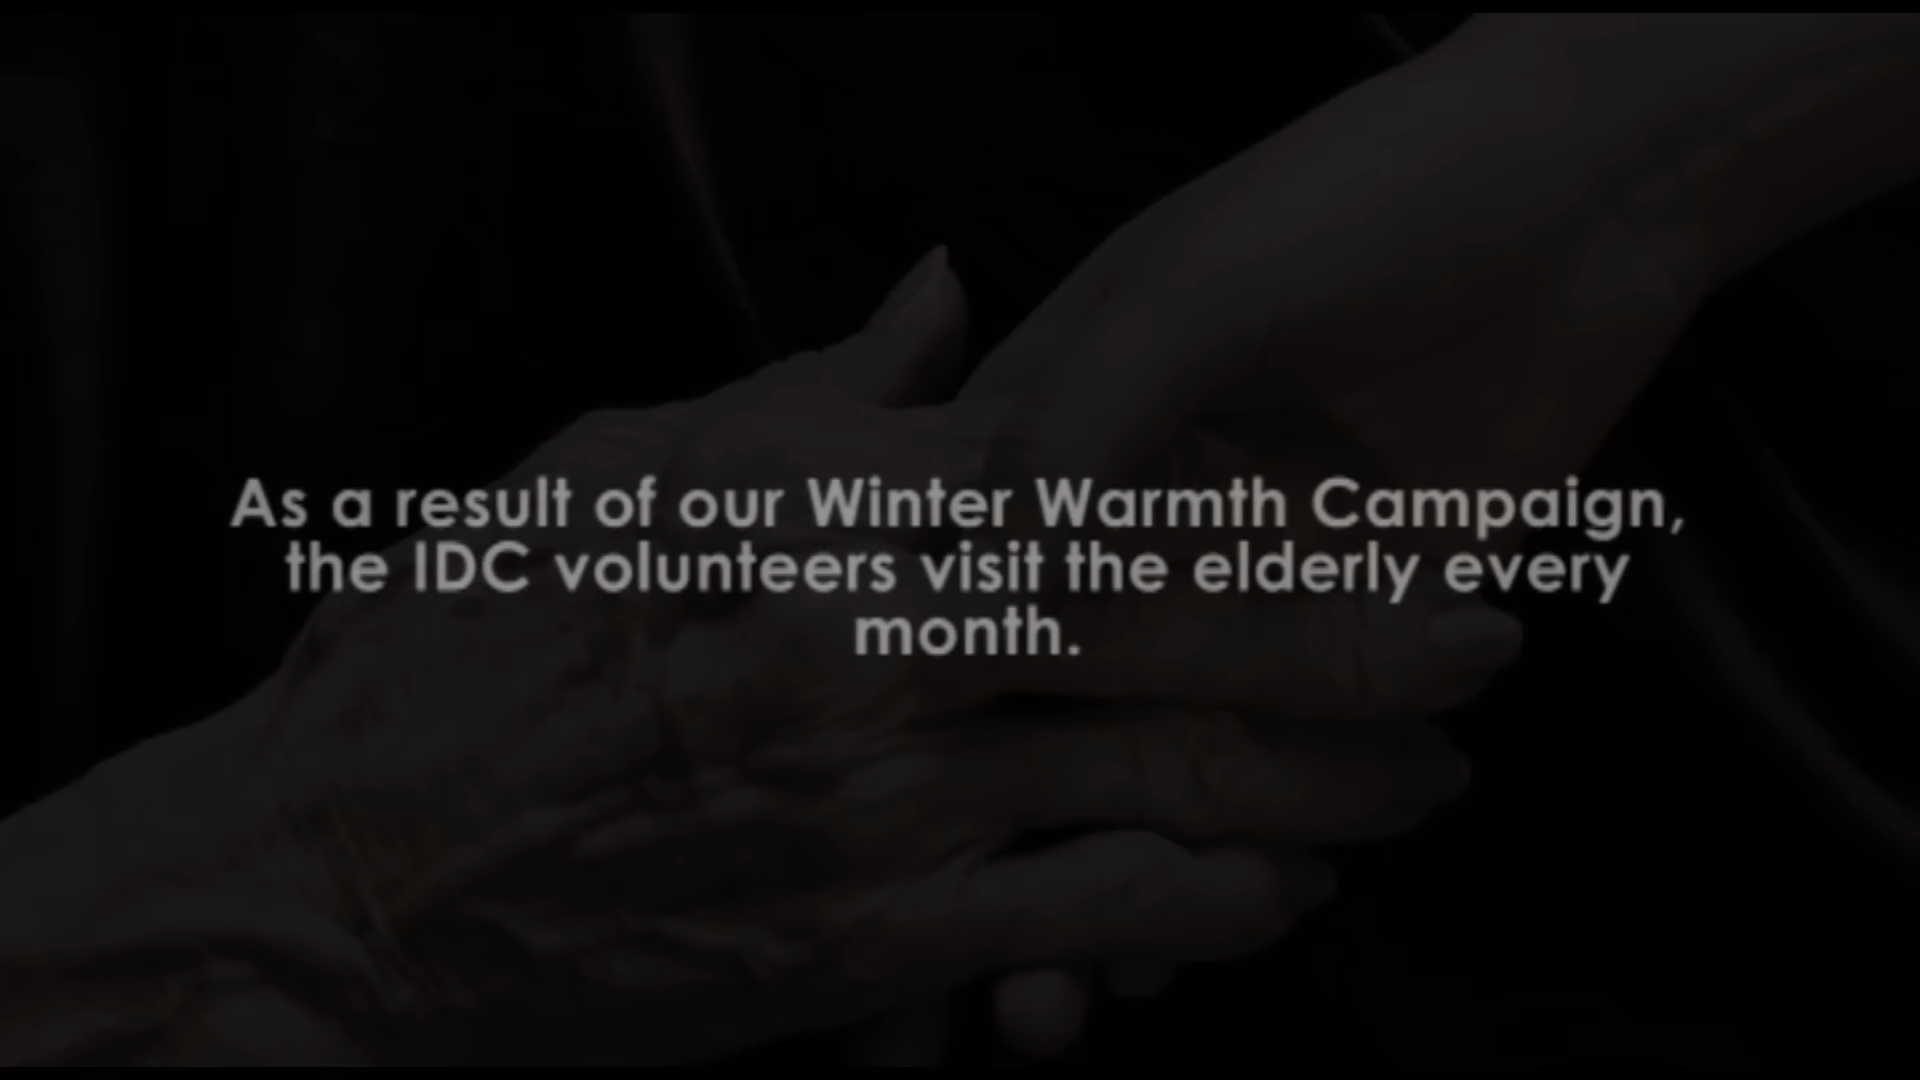 As a result of our Winter Warmth Campaign,
the IDC volunteers visit the elderly every
month.